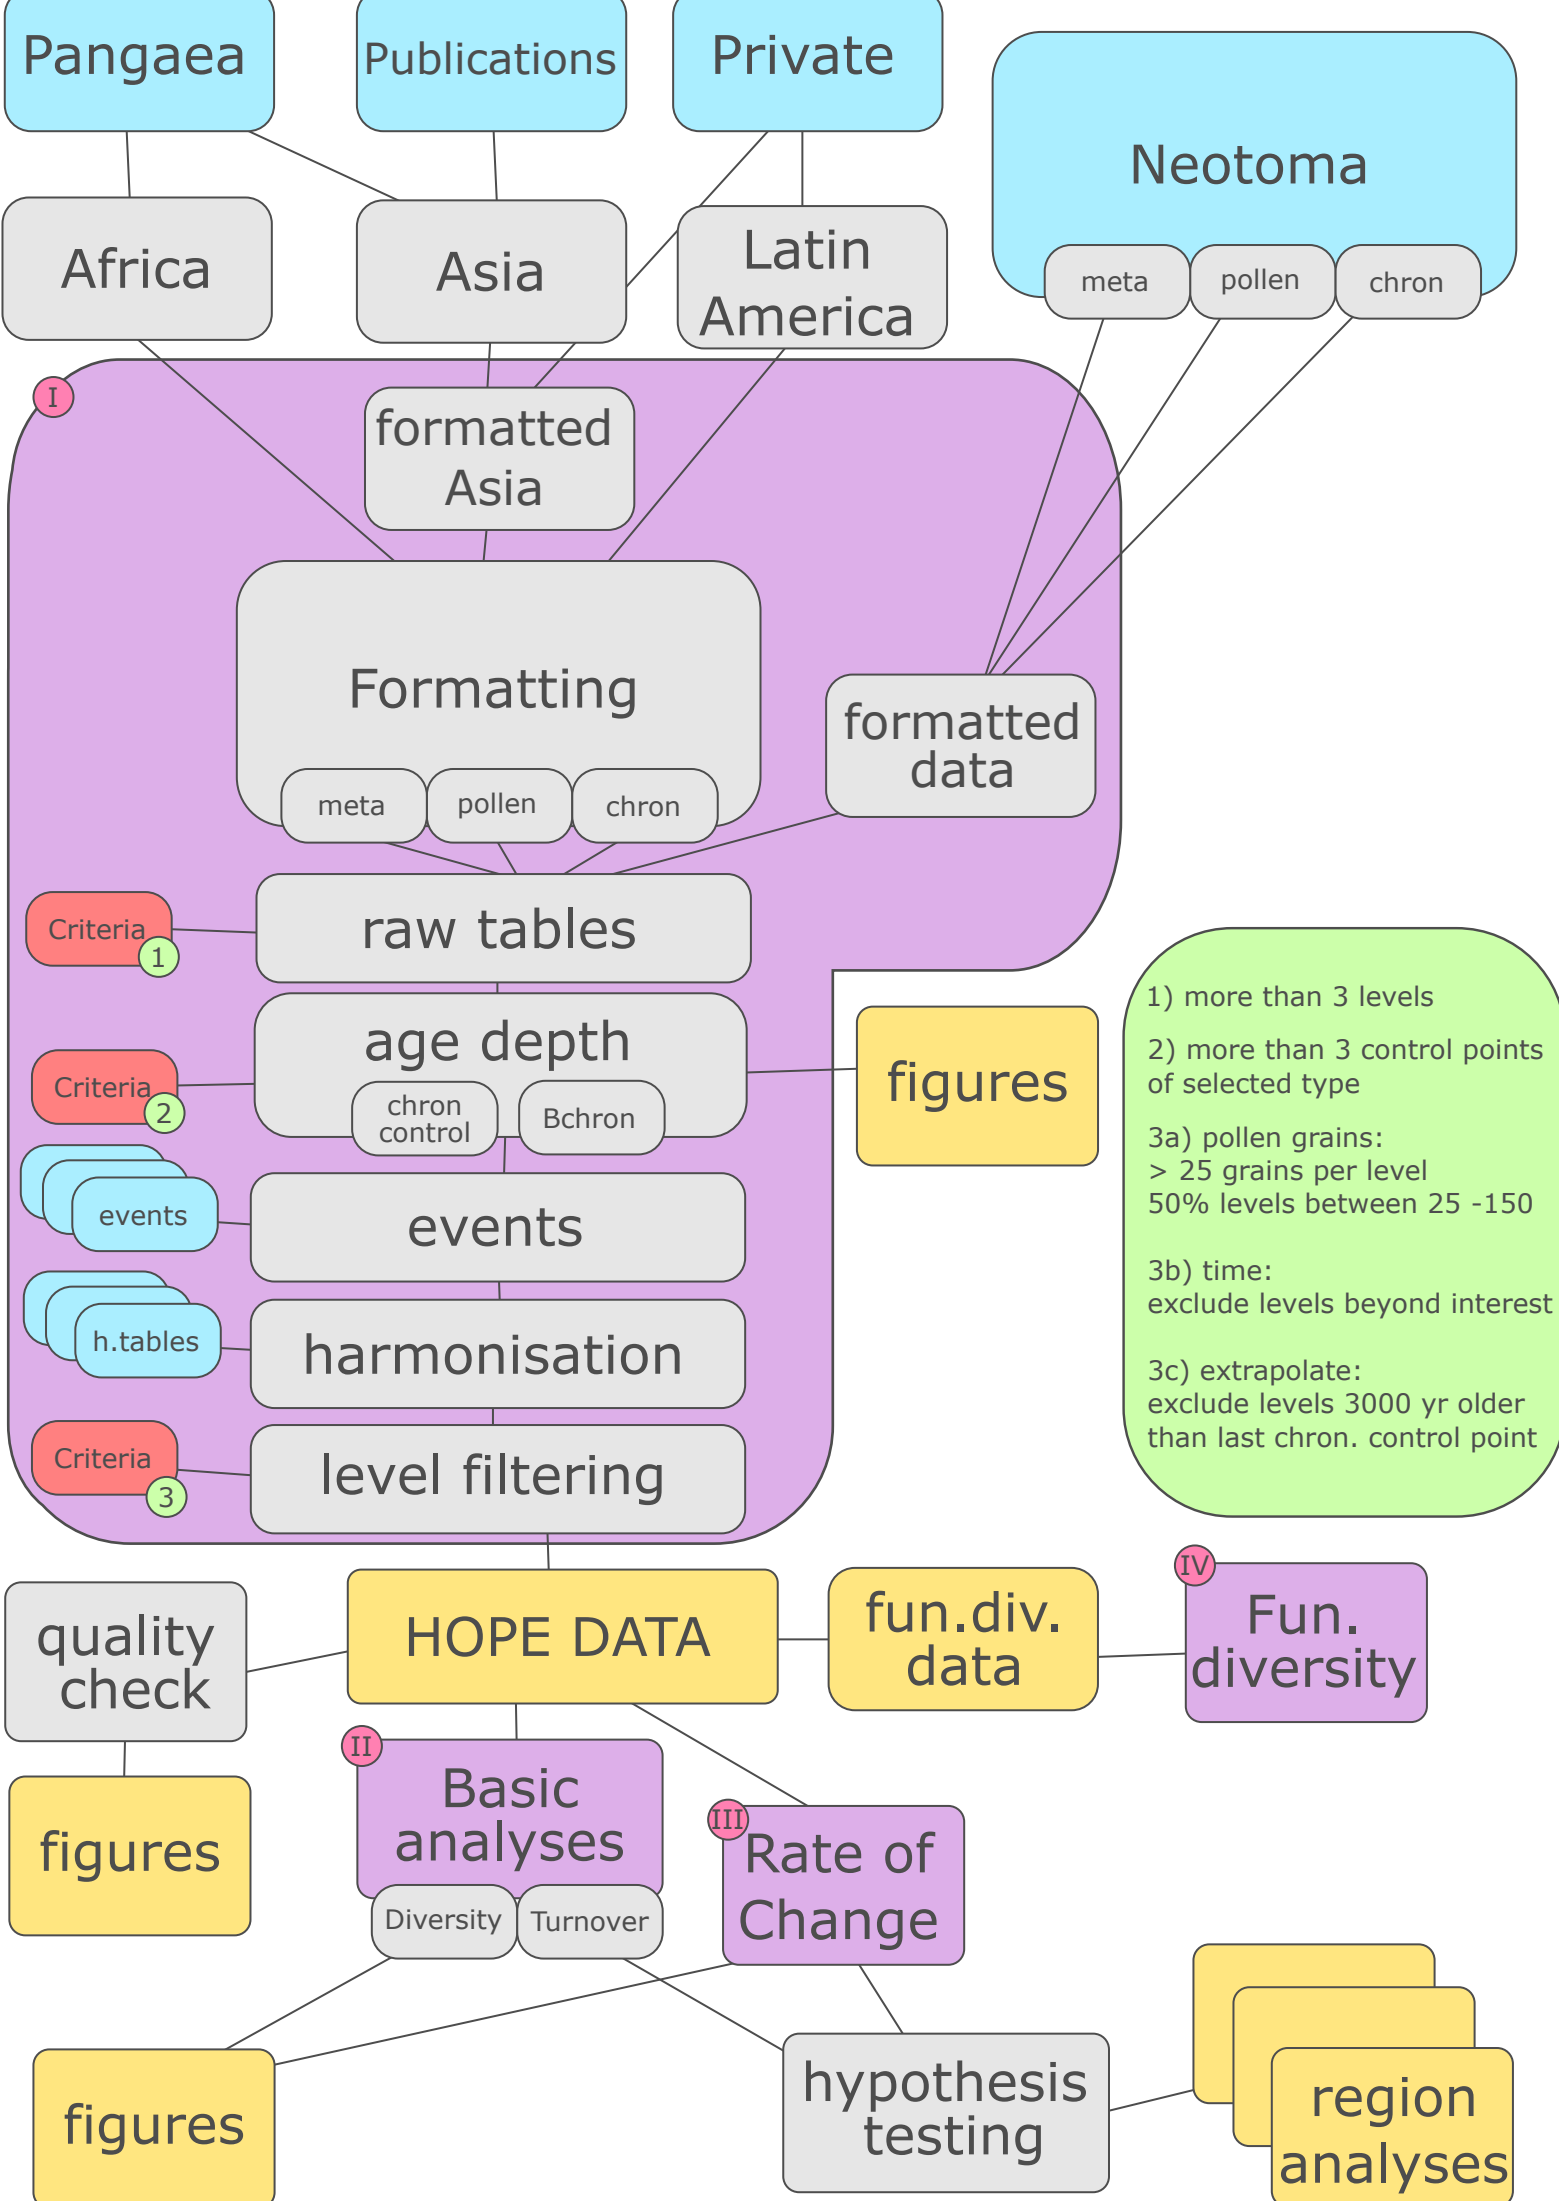 Pangaea
Publications
Private
Neotoma
meta
pollen
chron
Africa
Asia
Latin
America
I
formatted
Asia
Formatting
meta
pollen
chron
formatted
data
Criteria
1
raw tables
age depth
chron
control
Bchron
Criteria
2
figures
events
events
h.tables
harmonisation
Criteria
3
level filtering
1) more than 3 levels
2) more than 3 control points
of selected type
3a) pollen grains:
> 25 grains per level
50% levels between 25 -150
3b) time:
exclude levels beyond interest
3c) extrapolate:
exclude levels 3000 yr older
than last chron. control point
quality
check
HOPE DATA
fun.div.
data
IV
Fun.
diversity
figures
II
Basic
analyses
Diversity
Turnover
III
Rate of
Change
figures
hypothesis
testing
region
analyses